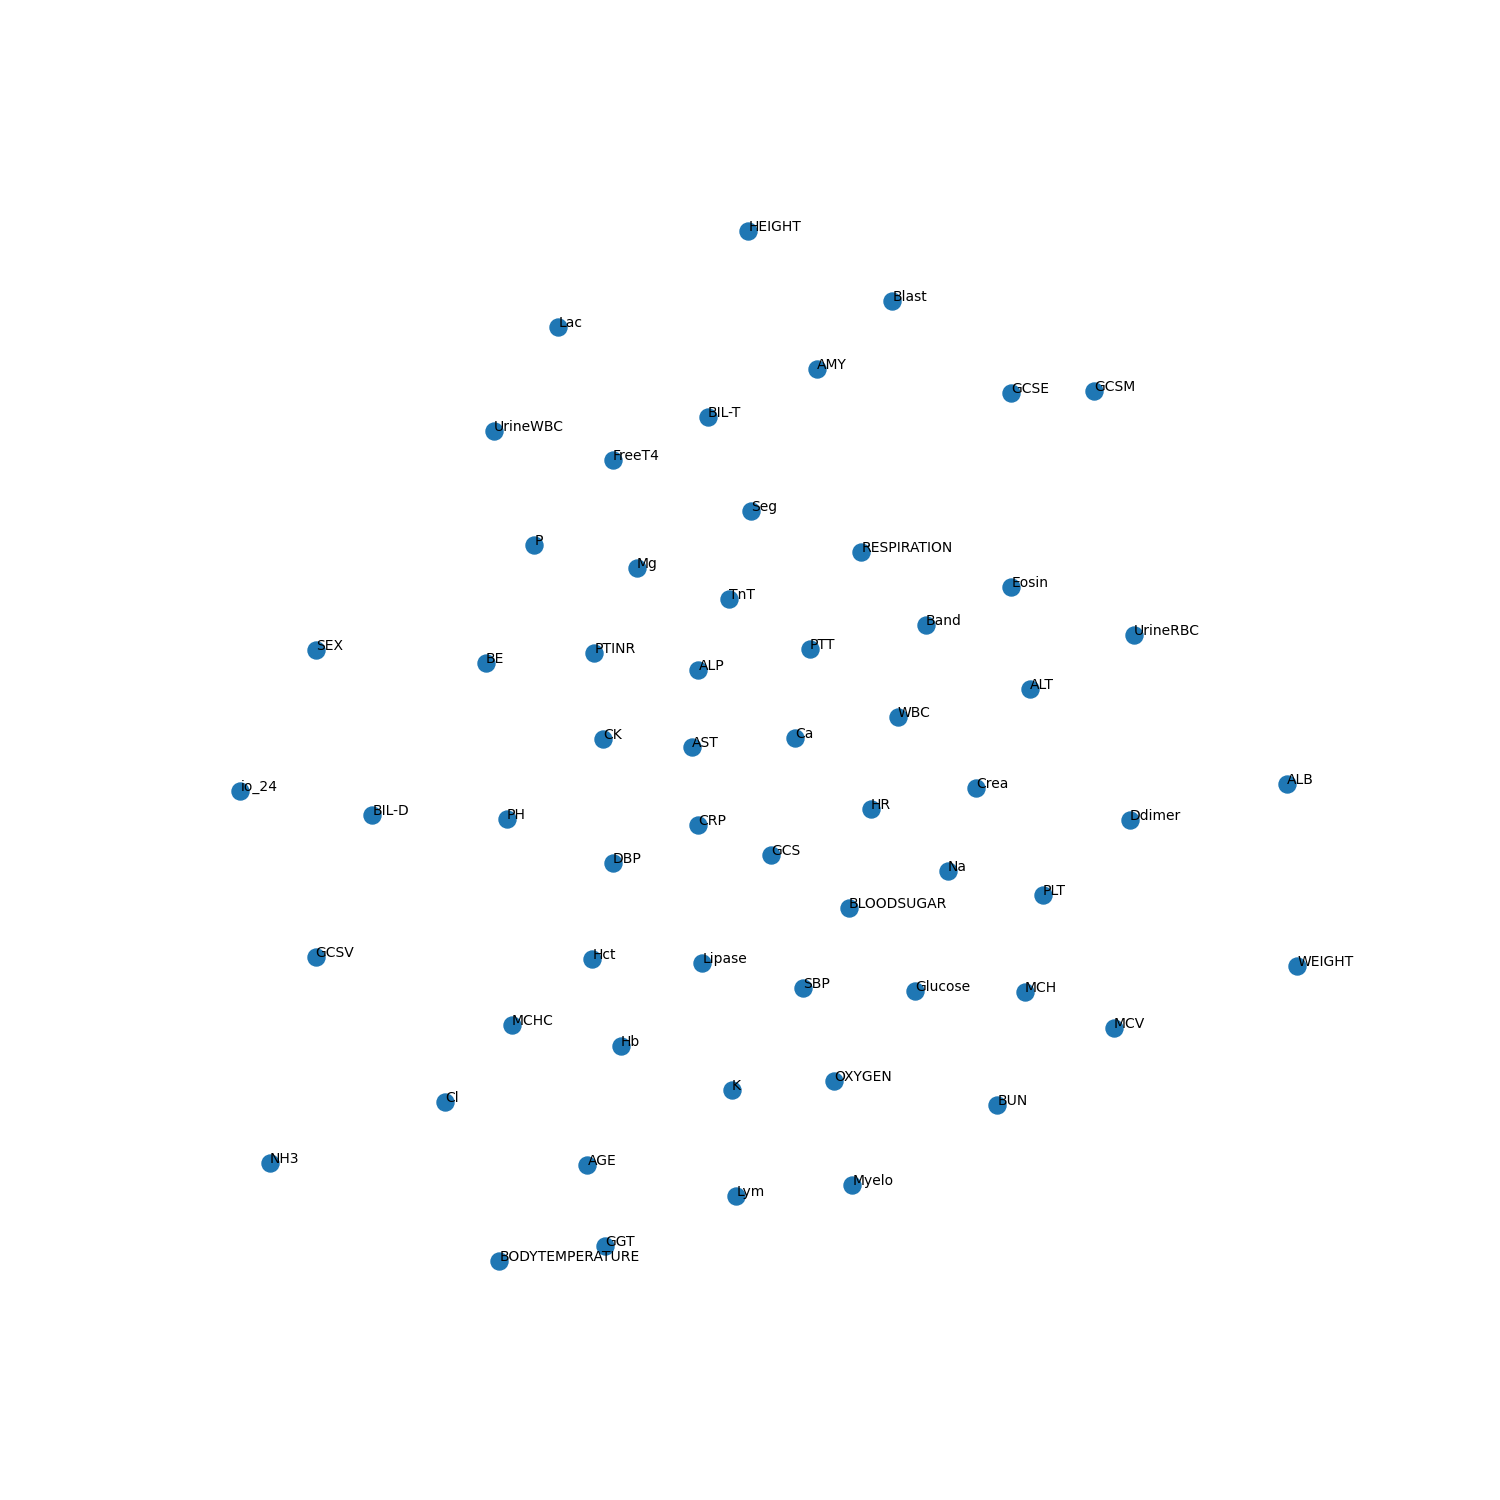 HEIGHT
Blast
Lac
AMY
GCSE
GCSM
BIL-T
UrineWBC
FreeT4
Seg
P
RESPIRATION
Mg
Eosin
TnT
Band
UrineRBC
SEX
PTINR
PTT
BE
ALP
ALT
WBC
CK
Ca
AST
ALB
io_24
Crea
HR
BIL-D
PH
Ddimer
CRP
GCS
DBP
Na
PLT
BLOODSUGAR
GCSV
Hct
Lipase
WEIGHT
SBP
Glucose
MCH
MCHC
MCV
Hb
OXYGEN
K
Cl
BUN
NH3
AGE
Myelo
Lym
GGT
BODYTEMPERATURE